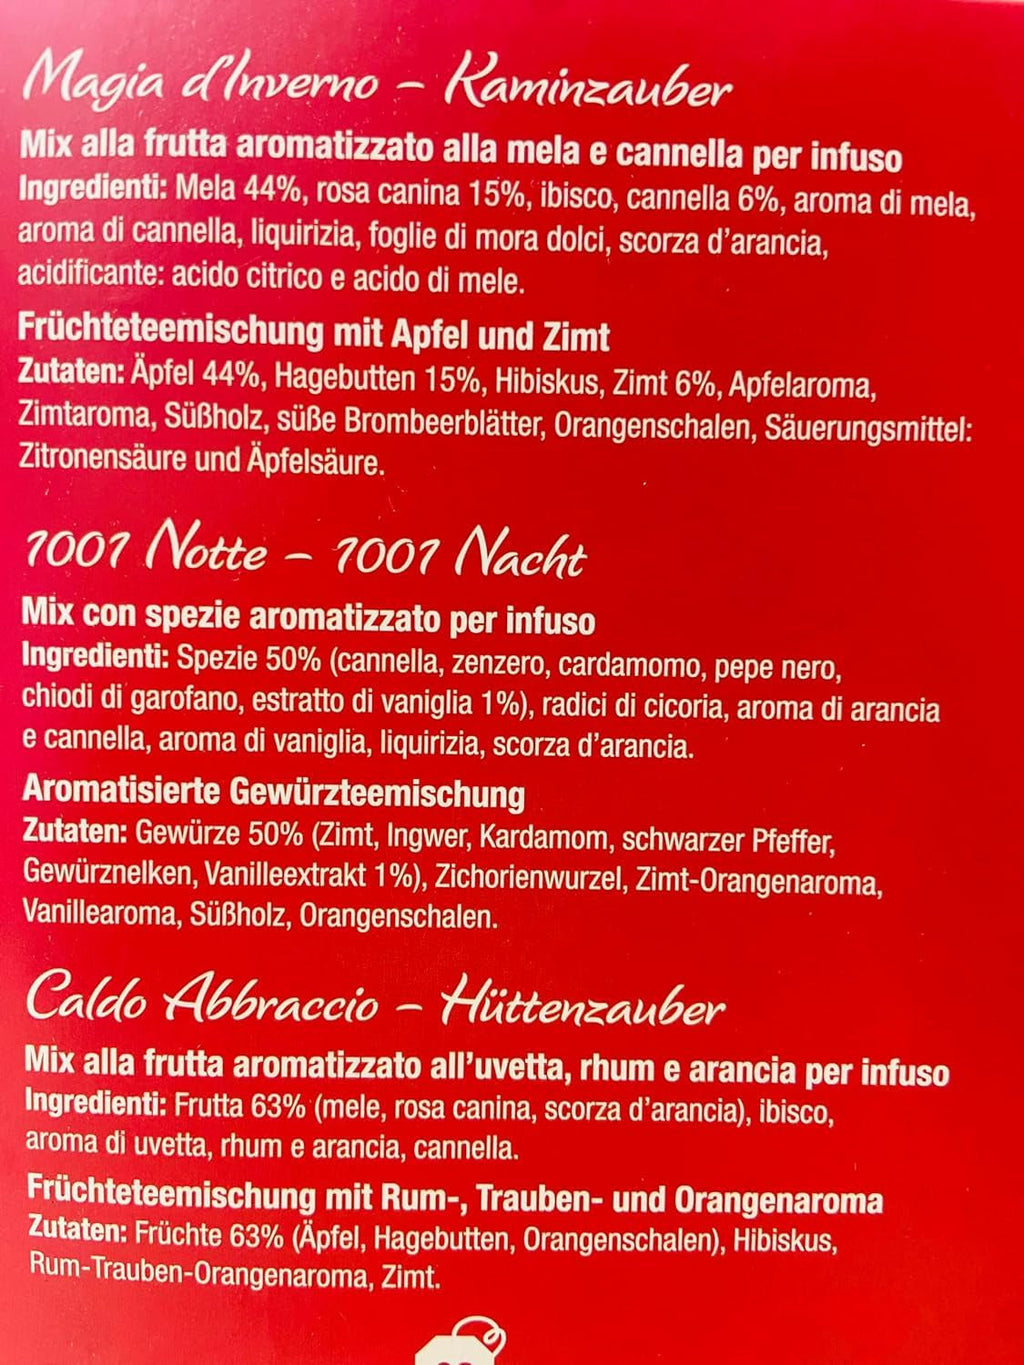 Magia d'Inverno – Kaminzauber
Mix alla frutta aromatizzato alla mela e cannella per infuso
Ingredienti: Mela 44%, rosa canina 15%, ibisco, cannella 6%, aroma di mela,
aroma di cannella, liquirizia, foglie di mora dolci, scorza d'arancia,
acidificante: acido citrico e acido di mele.
Früchteteemischung mit Apfel und Zimt
Zutaten: Äpfel 44%, Hagebutten 15%, Hibiskus, Zimt 6%, Apfelaroma,
Zimtaroma, Süßholz, süße Brombeerblätter, Orangenschalen, Säuerungsmittel:
Zitronensäure und Äpfelsäure.
1001 Notte – 1001 Nacht
Mix con spezie aromatizzato per infuso
Ingredienti: Spezie 50% (cannella, zenzero, cardamomo, pepe nero,
chiodi di garofano, estratto di vaniglia 1%), radici di cicoria, aroma di arancia
e cannella, aroma di vaniglia, liquirizia, scorza d'arancia.
Aromatisierte Gewürzteemischung
Zutaten: Gewürze 50% (Zimt, Ingwer, Kardamom, schwarzer Pfeffer,
Gewürznelken, Vanilleextrakt 1%), Zichorienwurzel, Zimt-Orangenaroma,
Vanillearoma, Süßholz, Orangenschalen.
Caldo Abbraccio – Hüttenzauber
Mix alla frutta aromatizzato all'uvetta, rhum e arancia per infuso
Ingredienti: Frutta 63% (mele, rosa canina, scorza d'arancia), ibisco,
aroma di uvetta, rhum e arancia, cannella.
Früchteteemischung mit Rum-, Trauben- und Orangenaroma
Zutaten: Früchte 63% (Äpfel, Hagebutten, Orangenschalen), Hibiskus,
Rum-Trauben-Orangenaroma, Zimt.